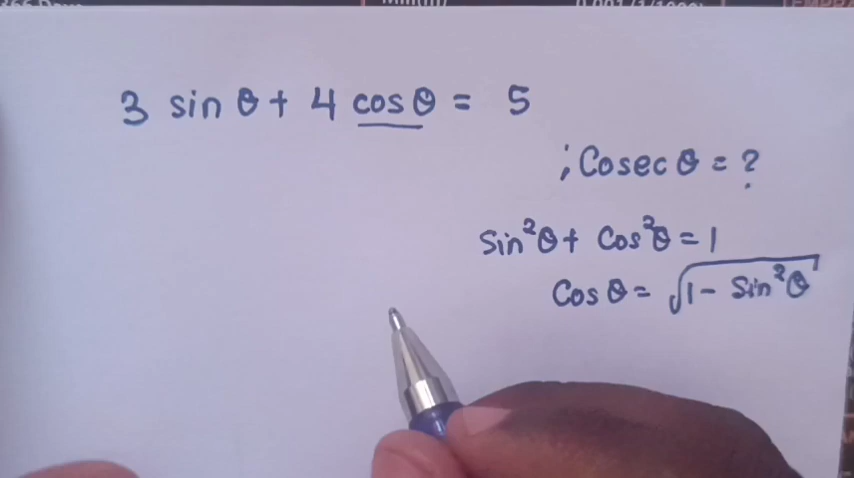 3 sin θ + 4 cos θ = 5
; Cosec θ = ?
Sin²θ + Cos²θ = 1
Cos θ = √1 - Sin²θ